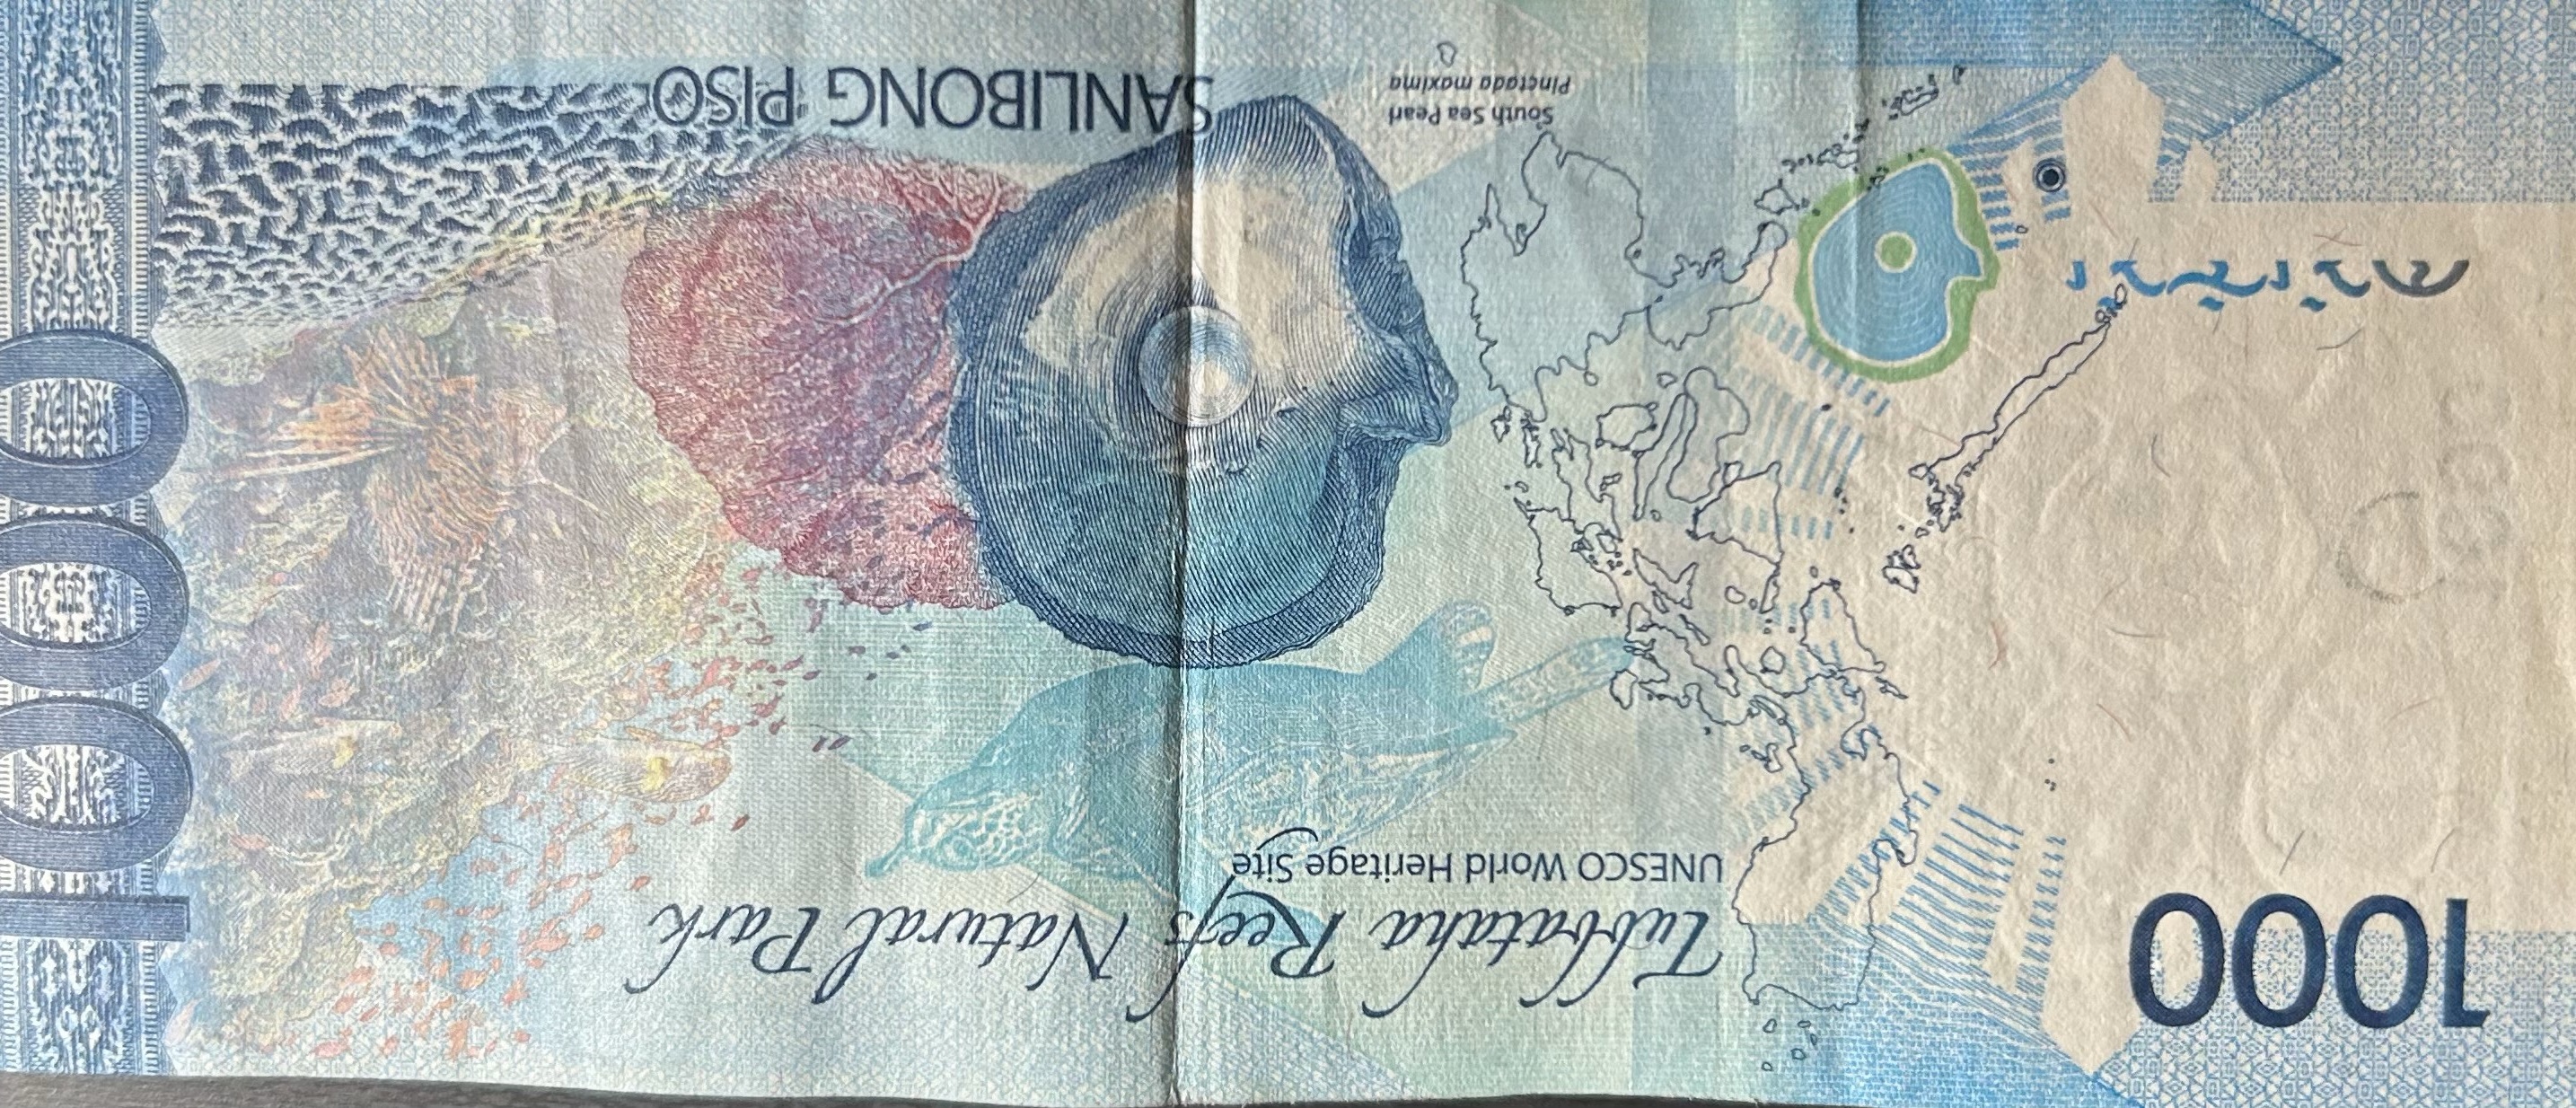 1000
Tubbataha Reefs Natural Park
UNESCO World Heritage Site
1000
South Sea Pearl
Pinctada maxima
SANLIBONG PISO